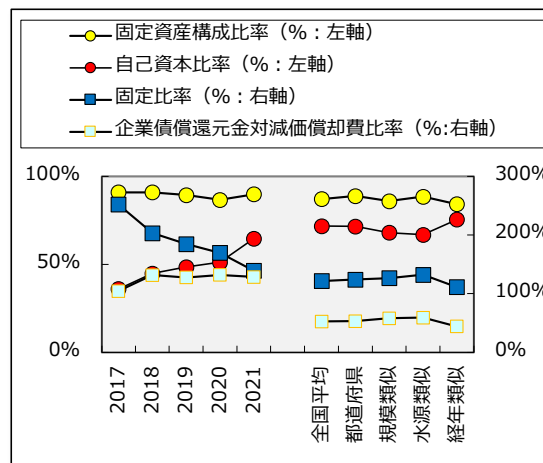 固定資産構成比率（%：左軸）
自己資本比率（%：左軸）
固定比率（%：右軸）
企業債償還元金対減価償却費比率（%:右軸）
100%
50%
0%
300%
200%
100%
0%
2017
2018
2019
2020
2021
全国平均
都道府県
規模類似
水源類似
経年類似